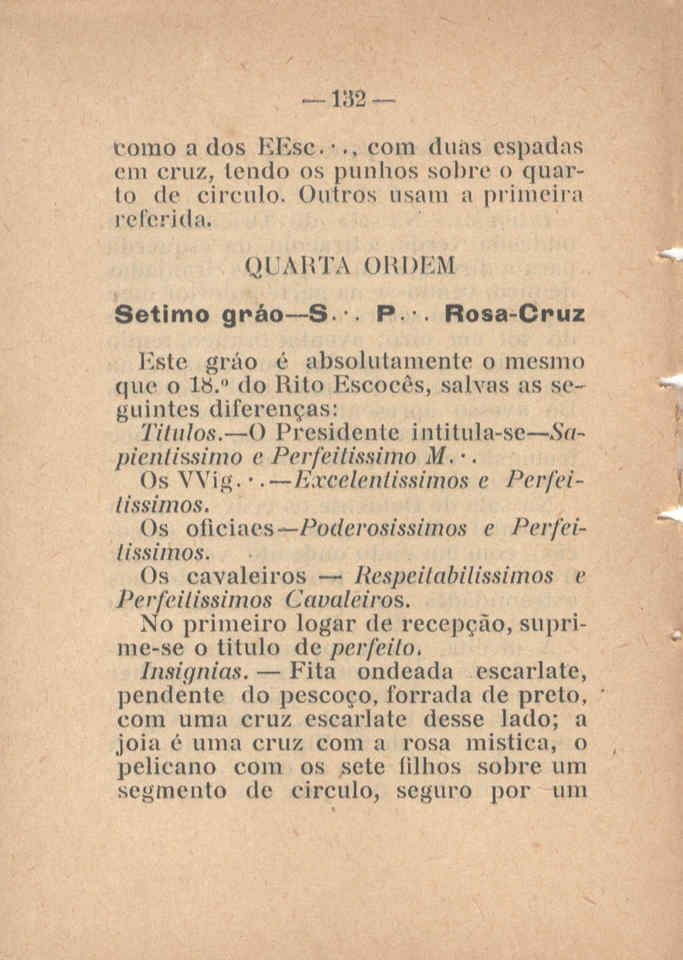 — 132 —
como a dos EEsc.·., com duas espadas
em cruz, tendo os punhos sobre o quar-
to de circulo. Outros usam a primeira
referida.
QUARTA ORDEM
Setimo gráo—S.·. P.·. Rosa-Cruz
Este gráo é absolutamente o mesmo
que o 18.º do Rito Escocês, salvas as se-
guintes diferenças:
Titulos.—O Presidente intitula-se—Sa-
pientissimo e Perfeitissimo M.·.
Os VVig.·.—Excelentissimos e Perfei-
tissimos.
Os oficiaes—Poderosissimos e Perfei-
tissimos.
Os cavaleiros — Respeitabilissimos e
Perfeitissimos Cavaleiros.
No primeiro logar de recepção, supri-
me-se o titulo de perfeito.
Insignias. — Fita ondeada escarlate,
pendente do pescoço, forrada de preto,
com uma cruz escarlate desse lado; a
joia é uma cruz com a rosa mistica, o
pelicano com os sete filhos sobre um
segmento de circulo, seguro por um